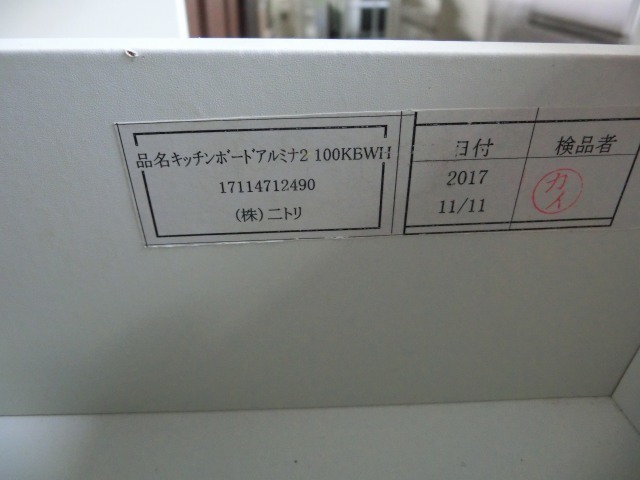 品名キッチンボードアルミナ2 100KBWH
17114712490
(株)ニトリ
日付 検品者
2017
11/11
カイ